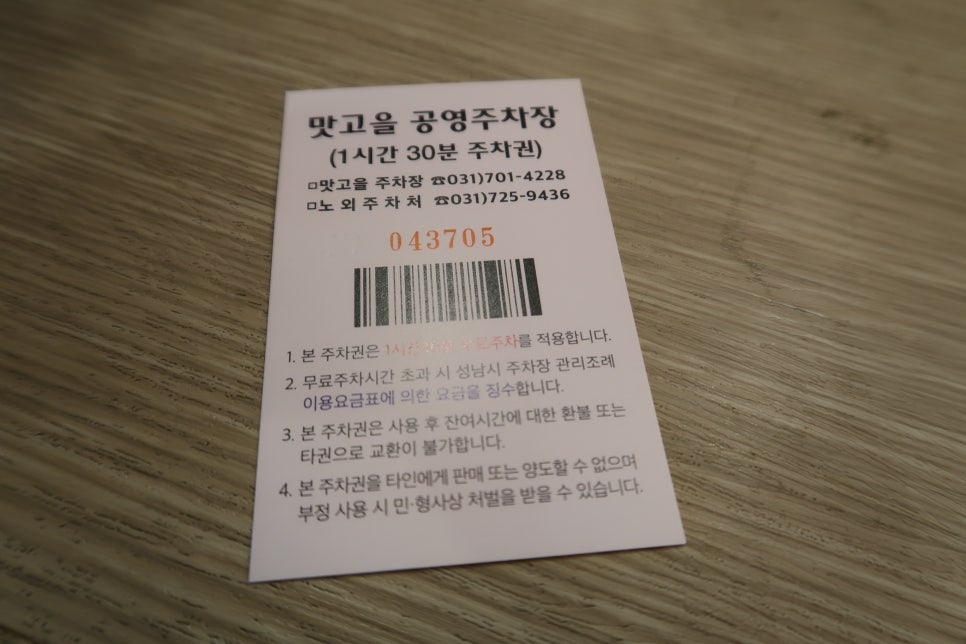 맛고을 공영주차장
(1시간 30분 주차권)
□맛고을 주차장 ☎031)701-4228
□노 외 주 차 처 ☎031)725-9436
043705
1. 본 주차권은 1시간 주차를 적용합니다.
2. 무료주차시간 초과 시 성남시 주차장 관리조례
이용요금표에 의한 요금을 징수합니다.
3. 본 주차권은 사용 후 잔여시간에 대한 환불 또는
타권으로 교환이 불가합니다.
4. 본 주차권을 타인에게 판매 또는 양도할 수 없으며
부정 사용 시 민·형사상 처벌을 받을 수 있습니다.